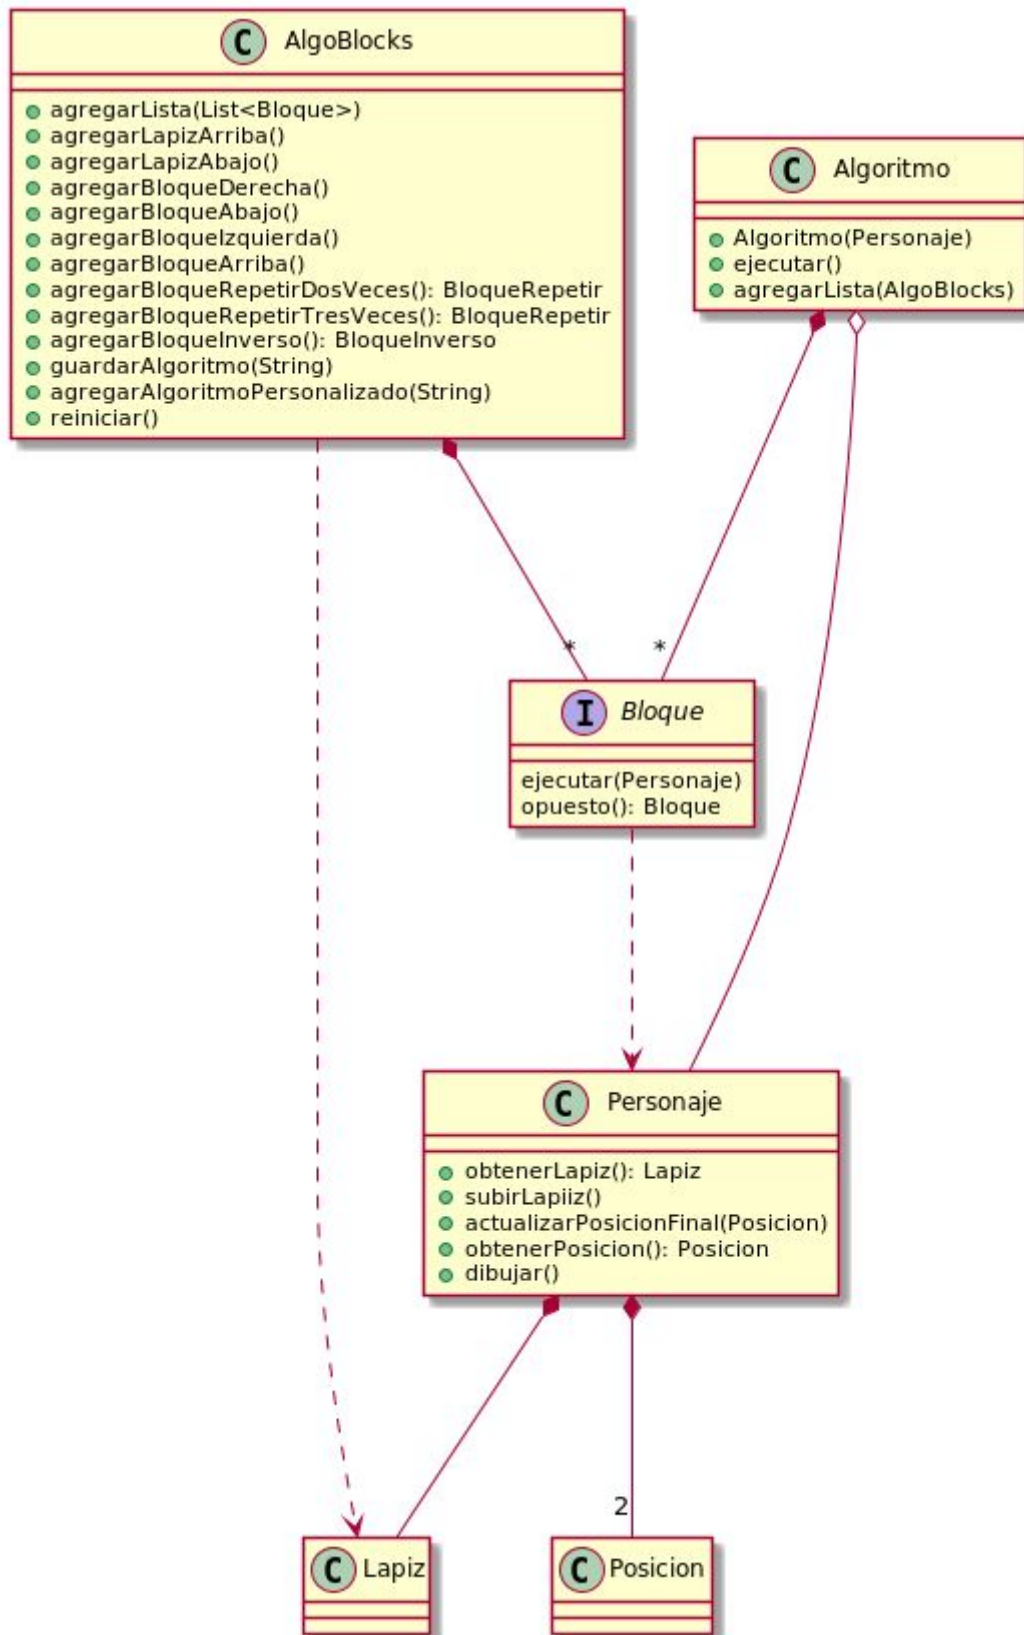 C AlgoBlocks
agregarLista(List<Bloque>)
agregarLapizArriba()
agregarLapizAbajo()
agregarBloqueDerecha()
agregarBloqueAbajo()
agregarBloqueIzquierda()
agregarBloqueArriba()
agregarBloqueRepetirDosVeces(): BloqueRepetir
agregarBloqueRepetirTresVeces(): BloqueRepetir
agregarBloqueInverso(): BloqueInverso
guardarAlgoritmo(String)
agregarAlgoritmoPersonalizado(String)
reiniciar()
C Algoritmo
Algoritmo(Personaje)
ejecutar()
agregarLista(AlgoBlocks)
*
*
I Bloque
ejecutar(Personaje)
opuesto(): Bloque
C Personaje
obtenerLapiz(): Lapiz
subirLapiiz()
actualizarPosicionFinal(Posicion)
obtenerPosicion(): Posicion
dibujar()
2
C Lapiz
C Posicion